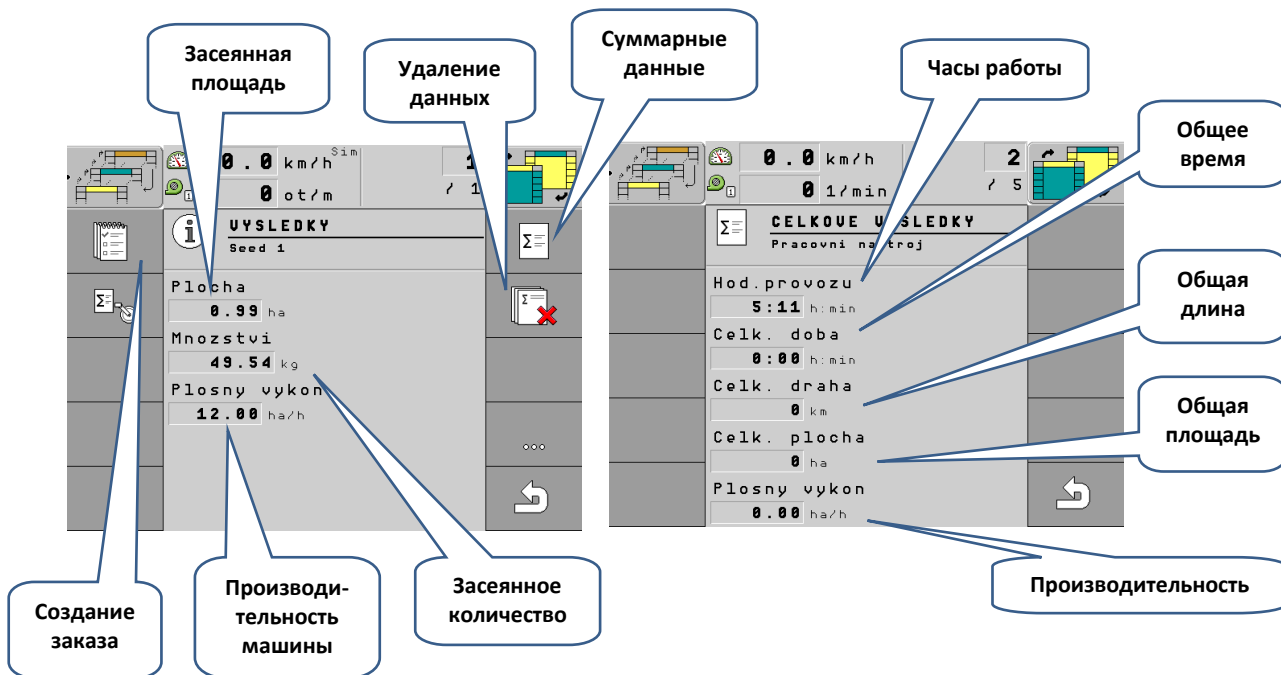 Засеянная
площадь
Удаление
данных
Суммарные
данные
Часы работы
Общее
время
Общая
длина
Общая
площадь
Производительность
Создание
заказа
Производи-
тельность
машины
Засеянное
количество
0.0 km/h Sim
0 ot/m
VYSLEDKY
Seed 1
Plocha
0.99 ha
Mnozstvi
49.54 kg
Plosny vykon
12.00 ha/h
0.0 km/h
2
0 1/min
/ 5
CELKOVE
Pracovni
Hod.provozu
5:11 h:min
Celk. doba
0:00 h:min
Celk. draha
0 km
Celk. plocha
0 ha
Plosny vykon
0.00 ha/h